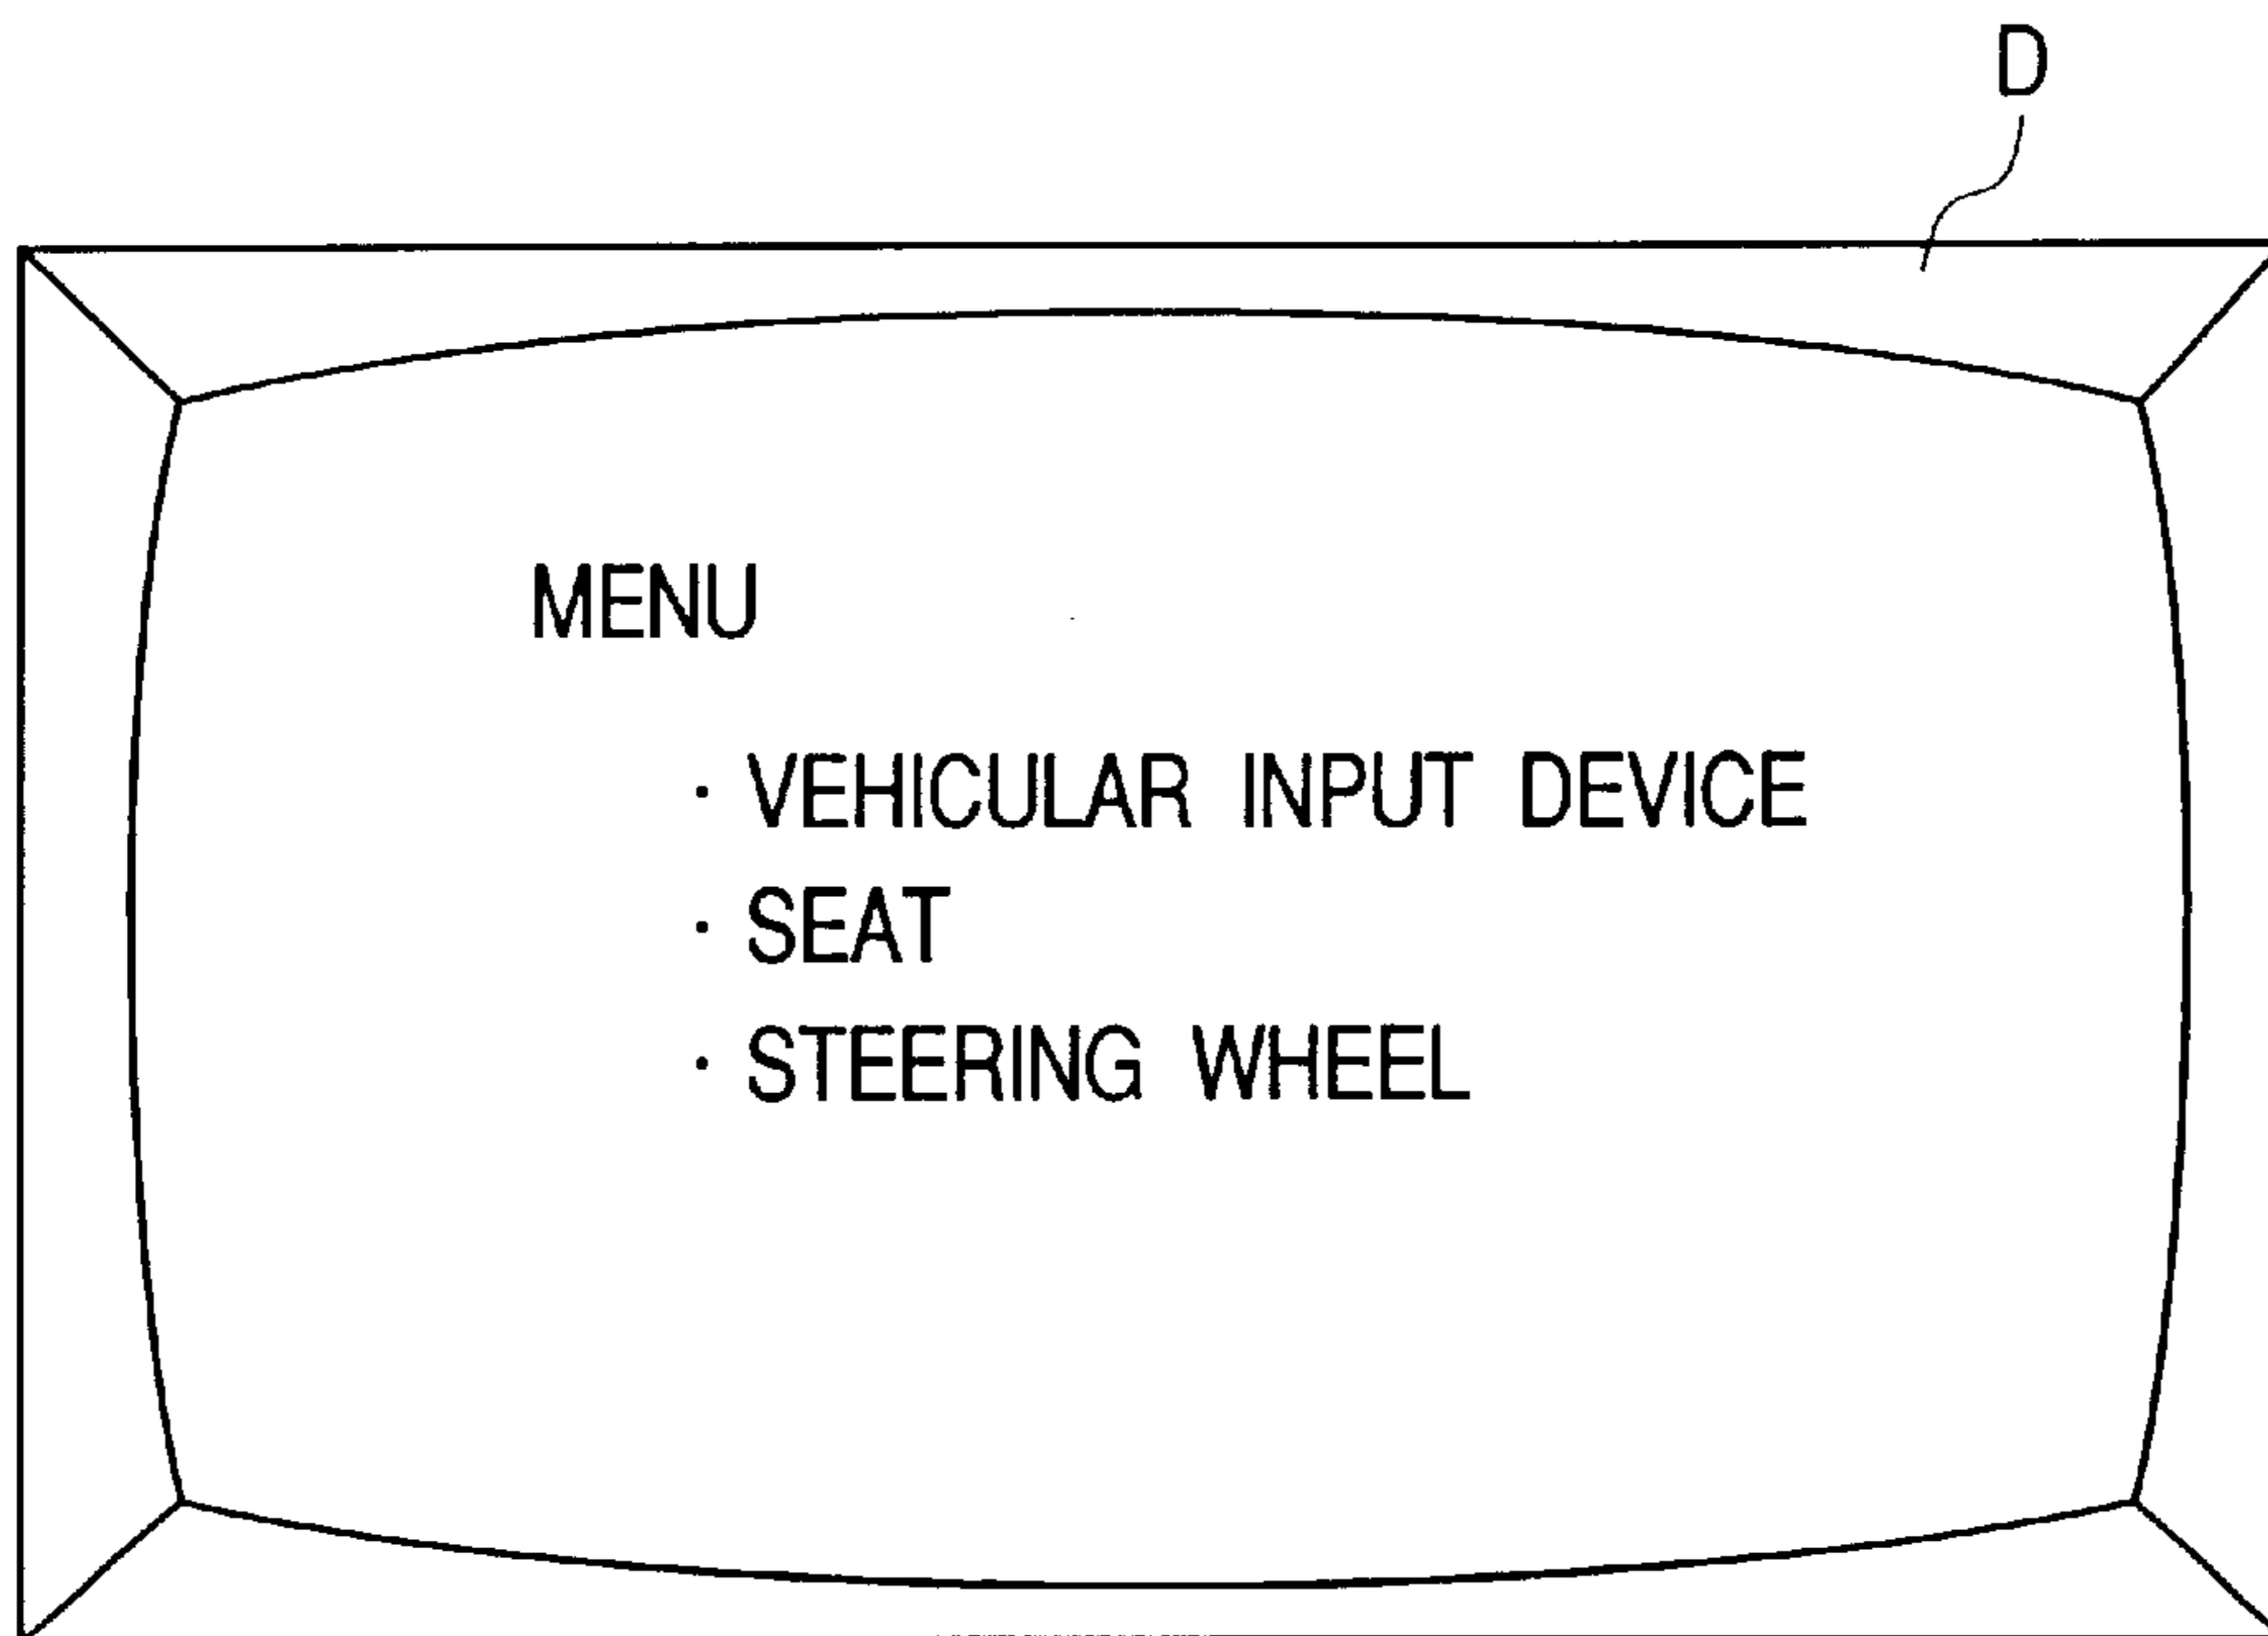 D
MENU
· VEHICULAR INPUT DEVICE
· SEAT
· STEERING WHEEL